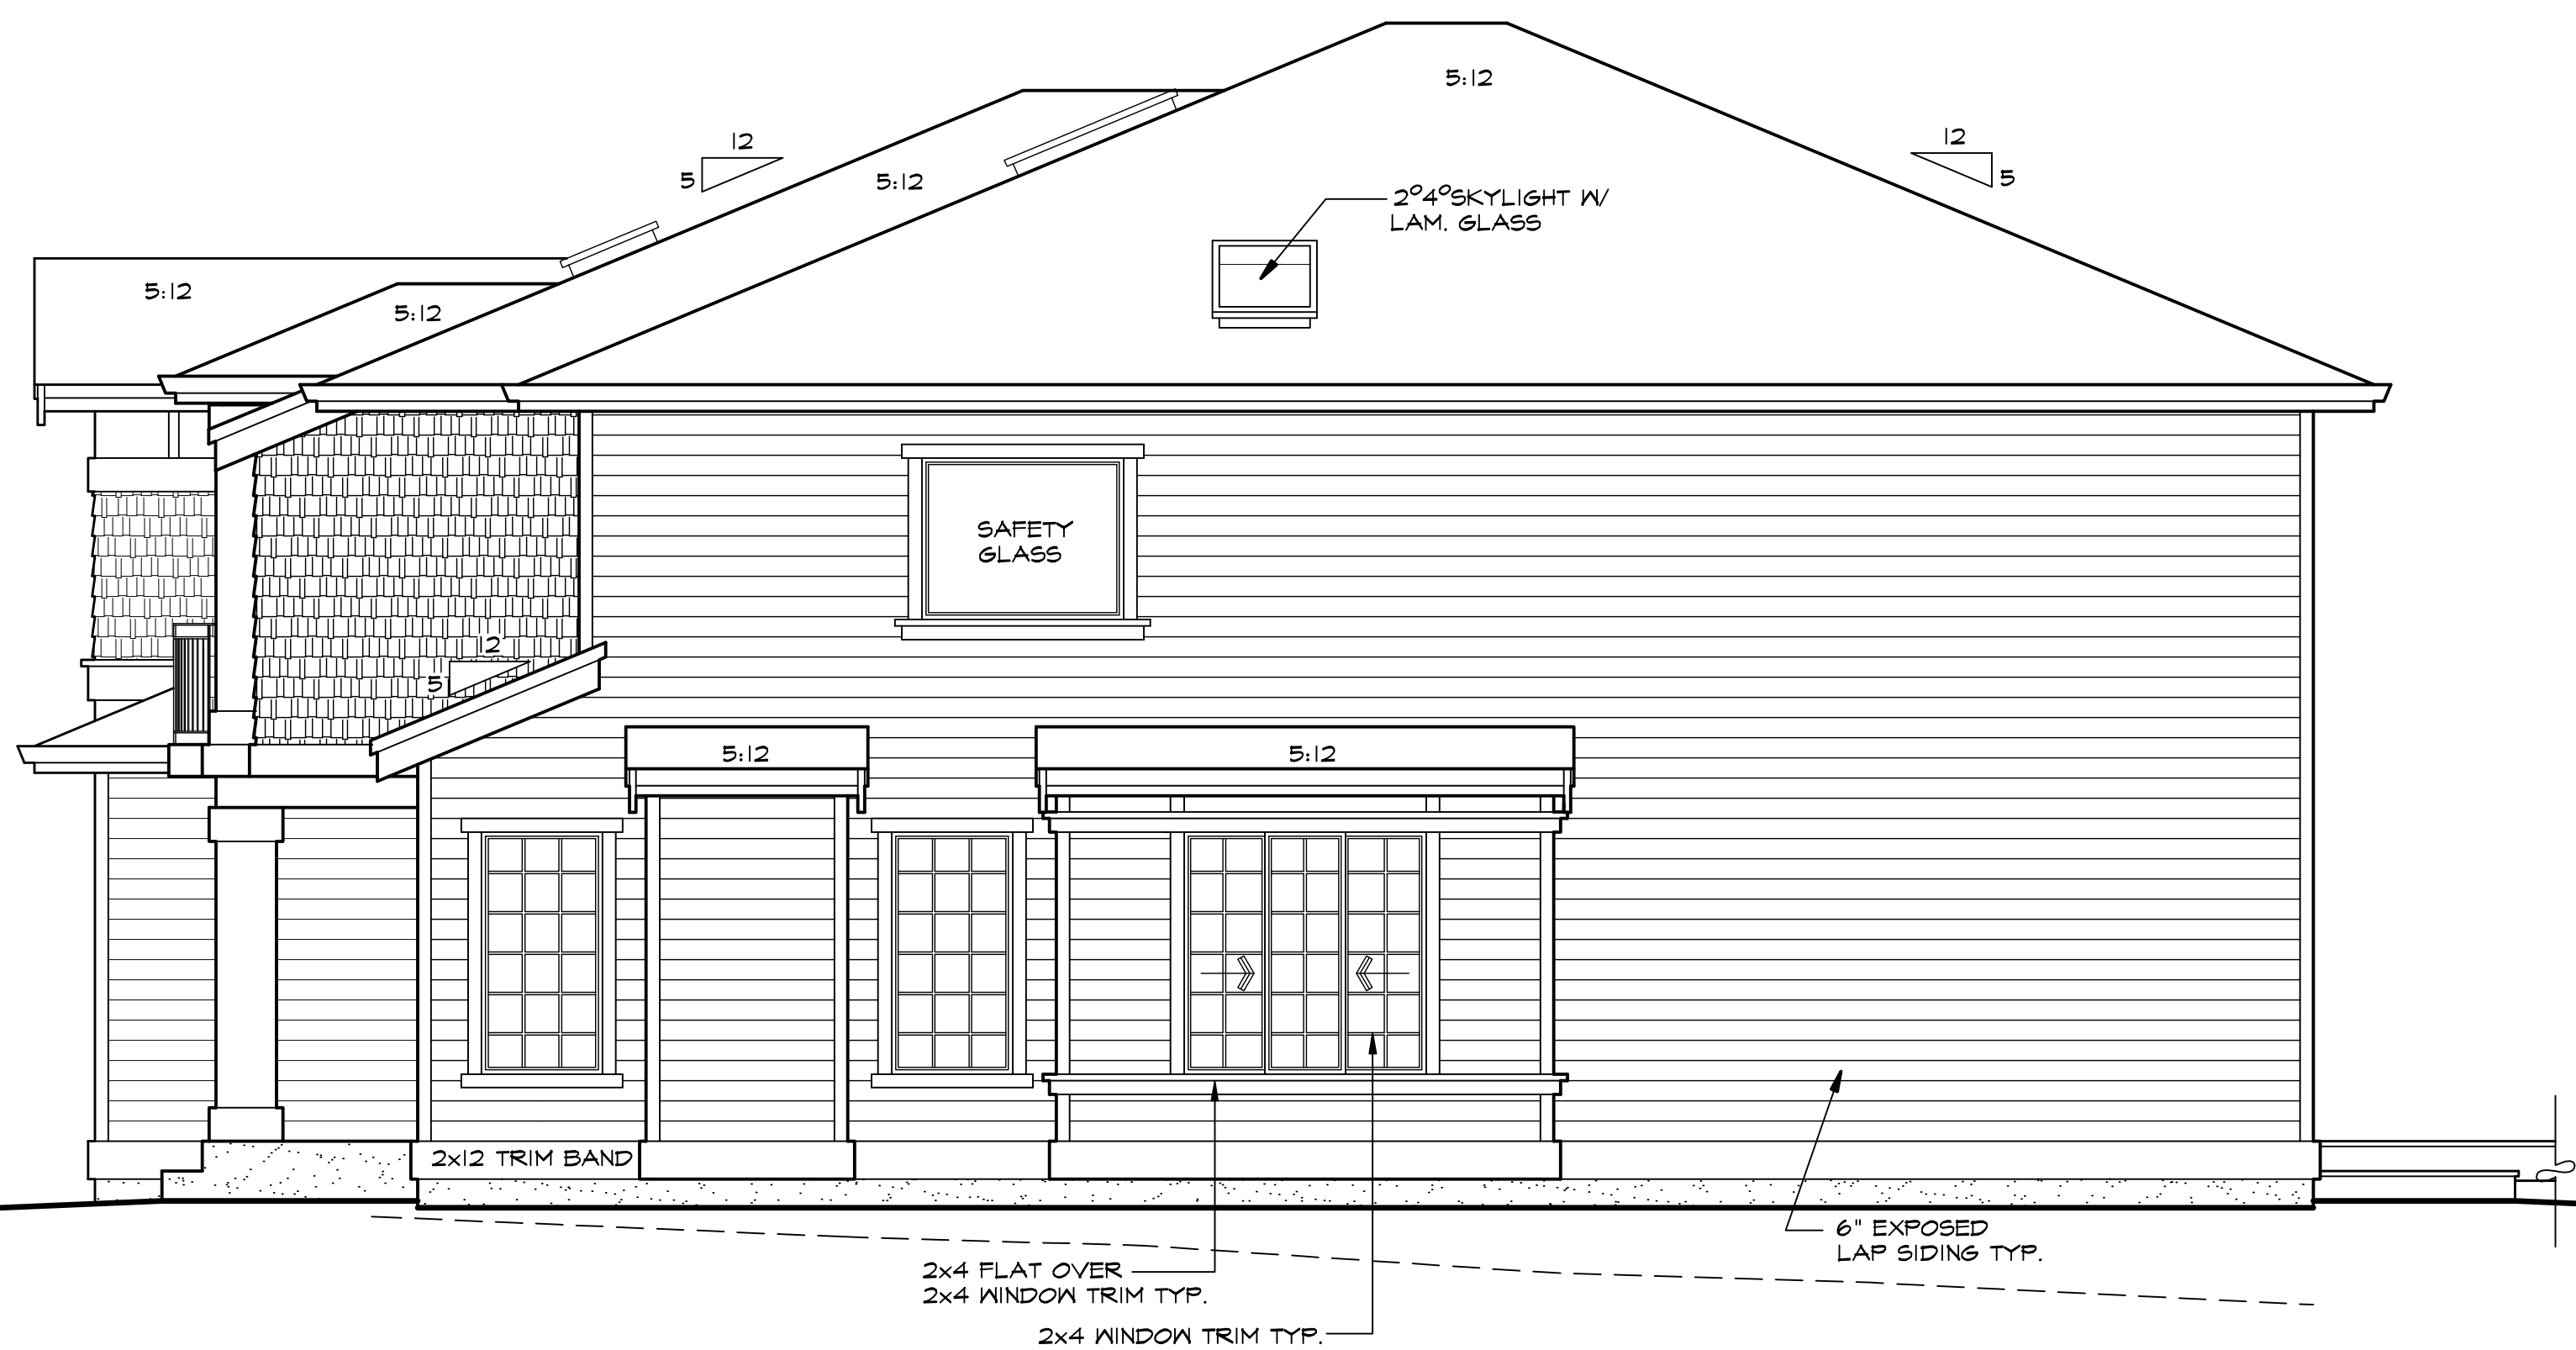 5:12
12
5
5:12
12
5
2⁰4⁰ SKYLIGHT W/
LAM. GLASS
5:12
5:12
SAFETY
GLASS
12
5
5:12
5:12
2x12 TRIM BAND
6" EXPOSED
LAP SIDING TYP.
2x4 FLAT OVER
2x4 WINDOW TRIM TYP.
2x4 WINDOW TRIM TYP.